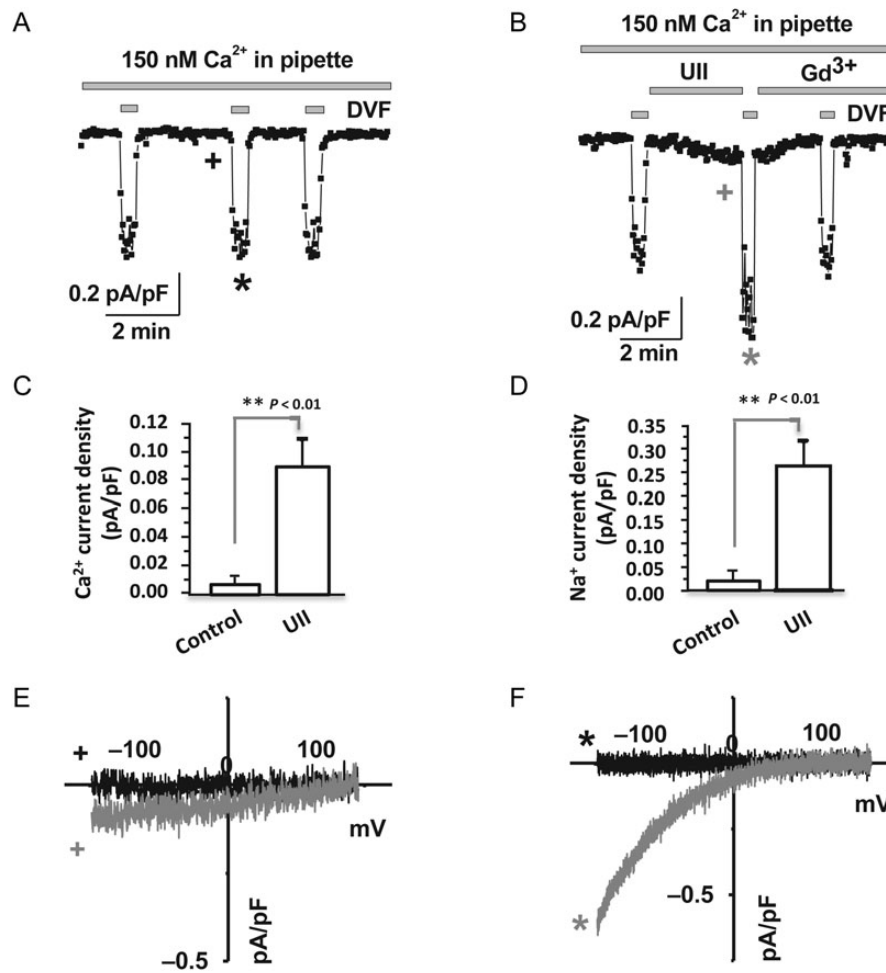 A
150 nM Ca²⁺ in pipette
DVF
+
*
0.2 pA/pF
2 min
B
150 nM Ca²⁺ in pipette
UII Gd³⁺
DVF
+
*
0.2 pA/pF
2 min
C
** P < 0.01
Ca²⁺ current density
(pA/pF)
0.12
0.10
0.08
0.06
0.04
0.02
0.00
Control UII
D
** P < 0.01
Na⁺ current density
(pA/pF)
0.35
0.30
0.25
0.20
0.15
0.10
0.05
0.00
Control UII
E
+ −100 0 100
mV
+
−0.5
pA/pF
F
* −100 0 100
mV
−0.5
*
pA/pF